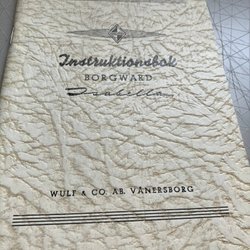 Instruktionsbok
BORGWARD
Isabella
WULF & CO. AB. VÄNERSBORG